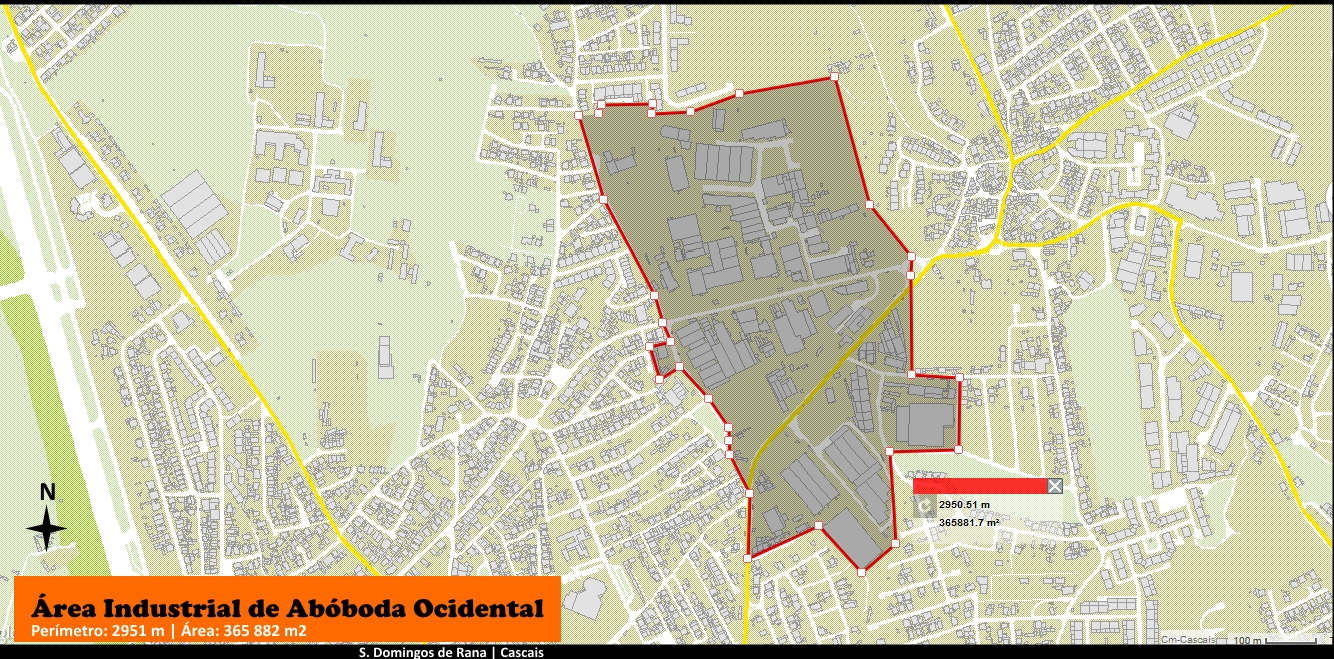 N
2950.51 m
365881.7 m²
Área Industrial de Abóboda Ocidental
Perímetro: 2951 m | Área: 365 882 m2
Cm-Cascais
100 m
S. Domingos de Rana | Cascais